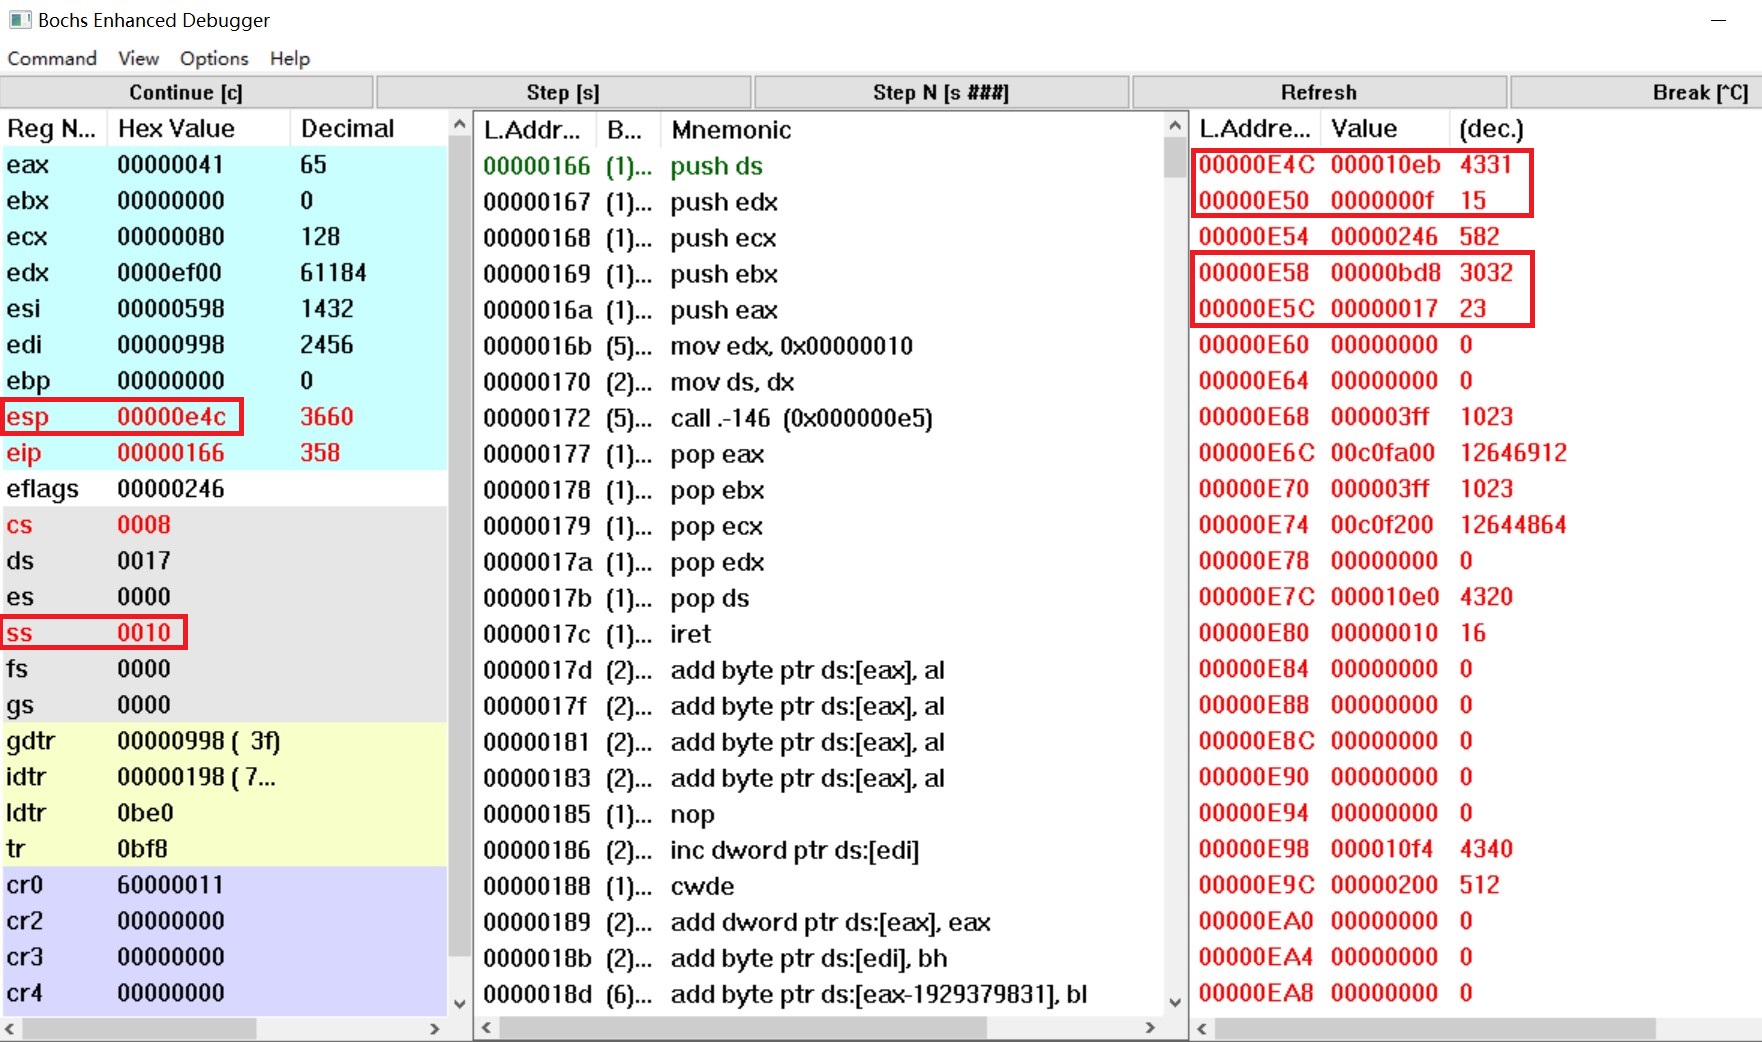 Bochs Enhanced Debugger
Command View Options Help
Continue [c] Step [s] Step N [s ###] Refresh Break [^C]
Reg N... Hex Value Decimal
eax 00000041 65
ebx 00000000 0
ecx 00000080 128
edx 0000ef00 61184
esi 00000598 1432
edi 00000998 2456
ebp 00000000 0
esp 00000e4c 3660
eip 00000166 358
eflags 00000246
cs 0008
ds 0017
es 0000
ss 0010
fs 0000
gs 0000
gdtr 00000998 ( 3f)
idtr 00000198 ( 7...
ldtr 0be0
tr 0bf8
cr0 60000011
cr2 00000000
cr3 00000000
cr4 00000000
L.Addr... B... Mnemonic
00000166 (1)... push ds
00000167 (1)... push edx
00000168 (1)... push ecx
00000169 (1)... push ebx
0000016a (1)... push eax
0000016b (5)... mov edx, 0x00000010
00000170 (2)... mov ds, dx
00000172 (5)... call .-146 (0x000000e5)
00000177 (1)... pop eax
00000178 (1)... pop ebx
00000179 (1)... pop ecx
0000017a (1)... pop edx
0000017b (1)... pop ds
0000017c (1)... iret
0000017d (2)... add byte ptr ds:[eax], al
0000017f (2)... add byte ptr ds:[eax], al
00000181 (2)... add byte ptr ds:[eax], al
00000183 (2)... add byte ptr ds:[eax], al
00000185 (1)... nop
00000186 (2)... inc dword ptr ds:[edi]
00000188 (1)... cwde
00000189 (2)... add dword ptr ds:[eax], eax
0000018b (2)... add byte ptr ds:[edi], bh
0000018d (6)... add byte ptr ds:[eax-1929379831], bl
L.Addre... Value (dec.)
00000E4C 000010eb 4331
00000E50 0000000f 15
00000E54 00000246 582
00000E58 00000bd8 3032
00000E5C 00000017 23
00000E60 00000000 0
00000E64 00000000 0
00000E68 000003ff 1023
00000E6C 00c0fa00 12646912
00000E70 000003ff 1023
00000E74 00c0f200 12644864
00000E78 00000000 0
00000E7C 000010e0 4320
00000E80 00000010 16
00000E84 00000000 0
00000E88 00000000 0
00000E8C 00000000 0
00000E90 00000000 0
00000E94 00000000 0
00000E98 000010f4 4340
00000E9C 00000200 512
00000EA0 00000000 0
00000EA4 00000000 0
00000EA8 00000000 0